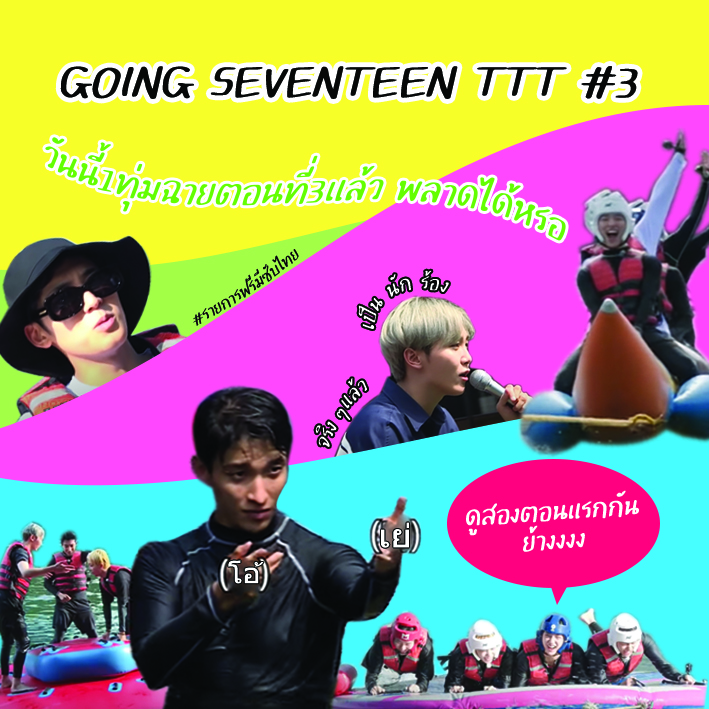 GOING SEVENTEEN TTT #3
วันนี้1ทุ่มฉายตอนที่3แล้ว พลาดได้หรอ
#รายการฟรีมีซับไทย
เป็น นัก ร้อง
จริง ๆแล้ว
(เย่)
(โอ้)
ดูสองตอนแรกกัน
ย้างงงง